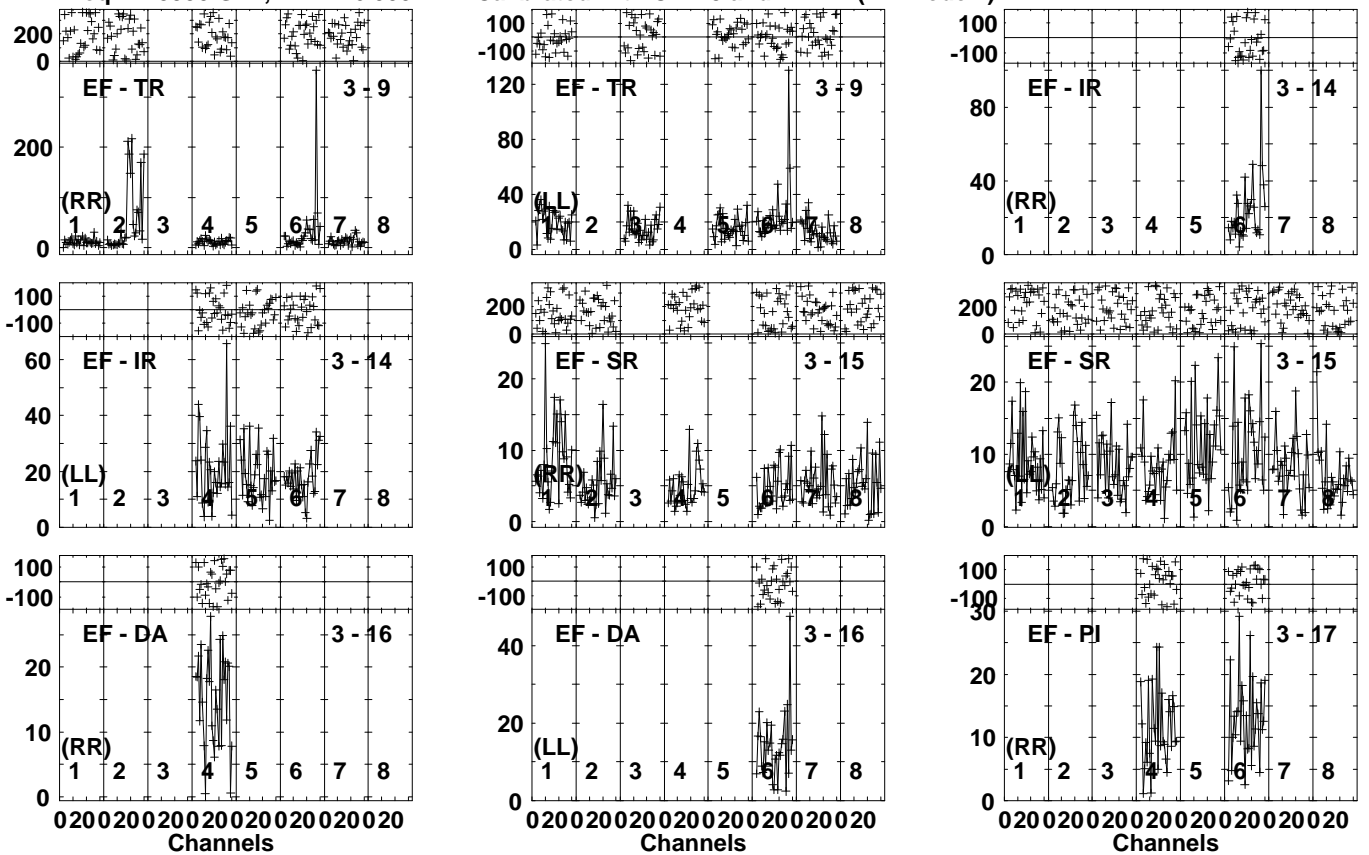 200 0 100 -100 100 -100
EF - TR 3 - 9 EF - TR 3 - 9 EF - IR 3 - 14
200 0 120 80 40 0 80 40 0
(RR) (LL) (RR)
1 2 3 4 5 6 7 8 1 2 3 4 5 6 7 8 1 2 3 4 5 6 7 8
100 -100 200 0 200 0
EF - IR 3 - 14 EF - SR 3 - 15 EF - SR 3 - 15
60 40 20 0 20 10 0 20 10 0
(LL) (RR) (LL)
1 2 3 4 5 6 7 8 1 2 3 4 5 6 7 8 1 2 3 4 5 6 7 8
100 -100 100 -100 100 -100
EF - DA 3 - 16 EF - DA 3 - 16 EF - PI 3 - 17
20 10 0 40 20 0 30 20 10 0
(RR) (LL) (RR)
1 2 3 4 5 6 7 8 1 2 3 4 5 6 7 8 1 2 3 4 5 6 7 8
0 20 0 20 0 20 0 20 0 20 0 20 0 20 0 20 0 20 0 20 0 20 0 20 0 20 0 20 0 20 0 20 0 20 0 20 0 20 0 20 0 20 0 20 0 20 0 20
Channels Channels Channels